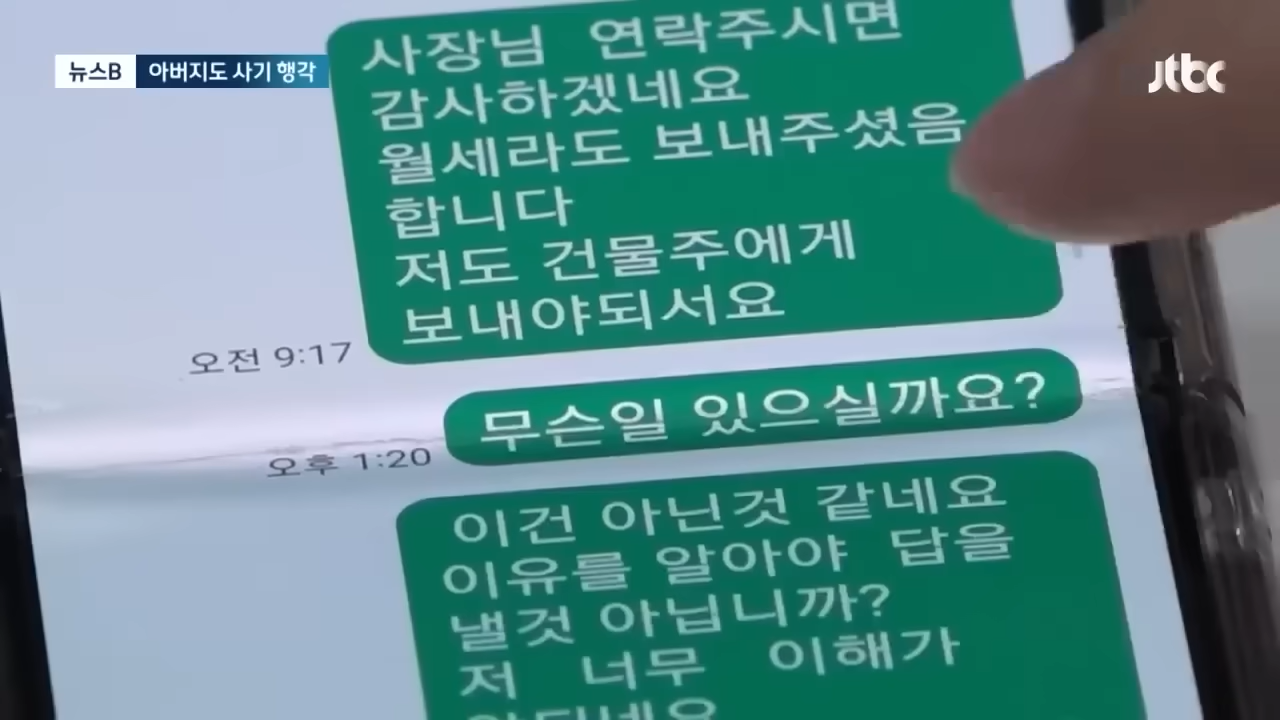 뉴스B 아버지도 사기 행각
jtbc
사장님 연락주시면
감사하겠네요
월세라도 보내주셨음
합니다
저도 건물주에게
보내야되서요
오전 9:17
무슨일 있으실까요?
오후 1:20
이건 아닌것 같네요
이유를 알아야 답을
낼것 아닙니까?
저 너무 이해가